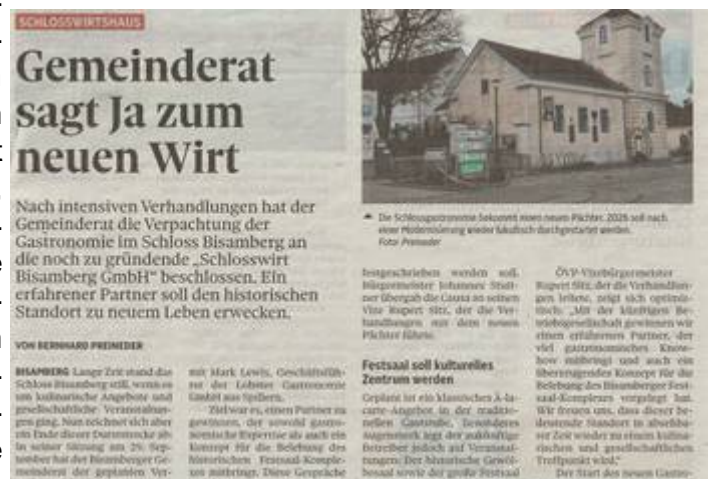 SCHLOSSWIRTSHAUS
Gemeinderat
sagt Ja zum
neuen Wirt
Nach intensiven Verhandlungen hat der
Gemeinderat die Verpachtung der
Gastronomie im Schloss Bisamberg an
die noch zu gründende „Schlosswirt
Bisamberg GmbH“ beschlossen. Ein
erfahrener Partner soll den historischen
Standort zu neuem Leben erwecken.
VON BERNHARD PREINEDER
BISAMBERG Lange Zeit stand das
Schloss Bisamberg still, wenn es
um kulinarische Angebote und
gesellschaftliche Veranstaltun-
gen ging. Nun zeichnet sich aber
ein Ende dieser Durststrecke ab:
In seiner Sitzung am 29. Sep-
tember hat der Bisamberger Ge-
meinderat der geplanten Ver-
mit Mark Lewis, Geschäftsfüh-
rer der Lobster Gastronomie
GmbH aus Spillern.
Ziel war es, einen Partner zu
gewinnen, der sowohl gastro-
nomische Expertise als auch ein
Konzept für die Belebung des
historischen Festsaal-Komple-
xes mitbringt. Diese Gespräche
Die Schlossgastronomie bekommt einen neuen Pächter. 2026 soll nach
einer Modernisierung wieder kulinarisch durchgestartet werden.
Foto: Preineder
festgeschrieben werden soll.
Bürgermeister Johannes Stutt-
ner übergab die Causa an seinen
Vize Rupert Sitz, der die Ver-
handlungen mit dem neuen
Pächter führte.
Festsaal soll kulturelles
Zentrum werden
Geplant ist ein klassisches À-la-
carte-Angebot in der traditio-
nellen Gaststube. Besonderes
Augenmerk legt der zukünftige
Betreiber jedoch auf Veranstal-
tungen: Der historische Gewöl-
besaal sowie der große Festsaal
ÖVP-Vizebürgermeister
Rupert Sitz, der die Verhandlun-
gen leitete, zeigt sich optimis-
tisch: „Mit der künftigen Be-
triebsgesellschaft gewinnen wir
einen erfahrenen Partner, der
viel gastronomisches Know-
how mitbringt und auch ein
überzeugendes Konzept für die
Belebung des Bisamberger Fest-
saal-Komplexes vorgelegt hat.
Wir freuen uns, dass dieser be-
deutende Standort in absehba-
rer Zeit wieder zu einem kulina-
rischen und gesellschaftlichen
Treffpunkt wird.“
Der Start des neuen Gastro-